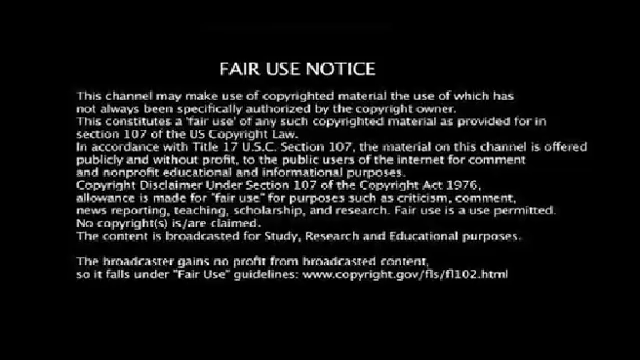 FAIR USE NOTICE
This channel may make use of copyrighted material the use of which has
not always been specifically authorized by the copyright owner.
This constitutes a 'fair use' of any such copyrighted material as provided for in
section 107 of the US Copyright Law.
In accordance with Title 17 U.S.C. Section 107, the material on this channel is offered
publicly and without profit, to the public users of the internet for comment
and nonprofit educational and informational purposes.
Copyright Disclaimer Under Section 107 of the Copyright Act 1976,
allowance is made for "fair use" for purposes such as criticism, comment,
news reporting, teaching, scholarship, and research. Fair use is a use permitted.
No copyright(s) is/are claimed.
The content is broadcasted for Study, Research and Educational purposes.
The broadcaster gains no profit from broadcasted content,
so it falls under "Fair Use" guidelines: www.copyright.gov/fls/fl102.html